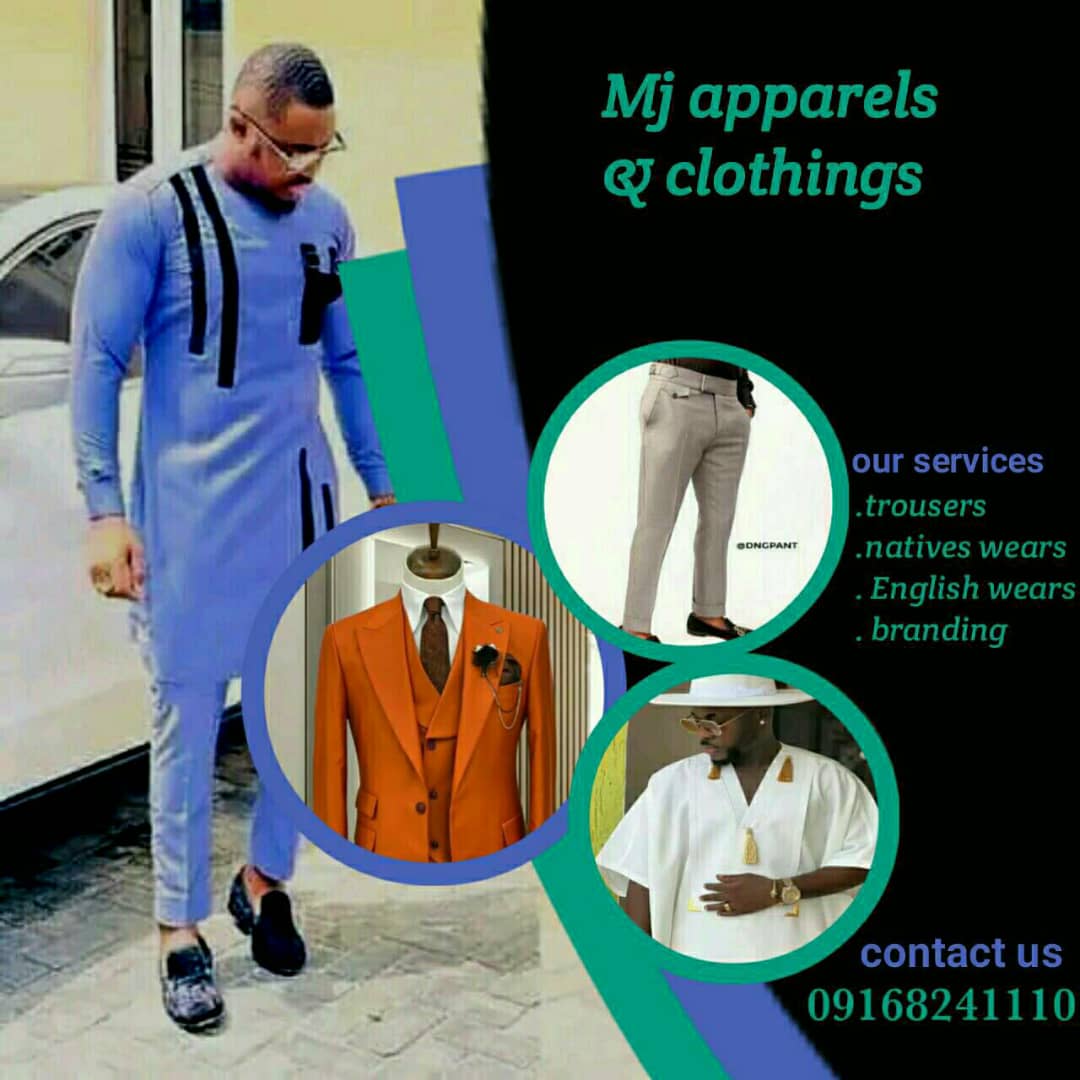 Mj apparels
& clothings
@DNGPANT
our services
.trousers
.natives wears
. English wears
. branding
contact us
09168241110